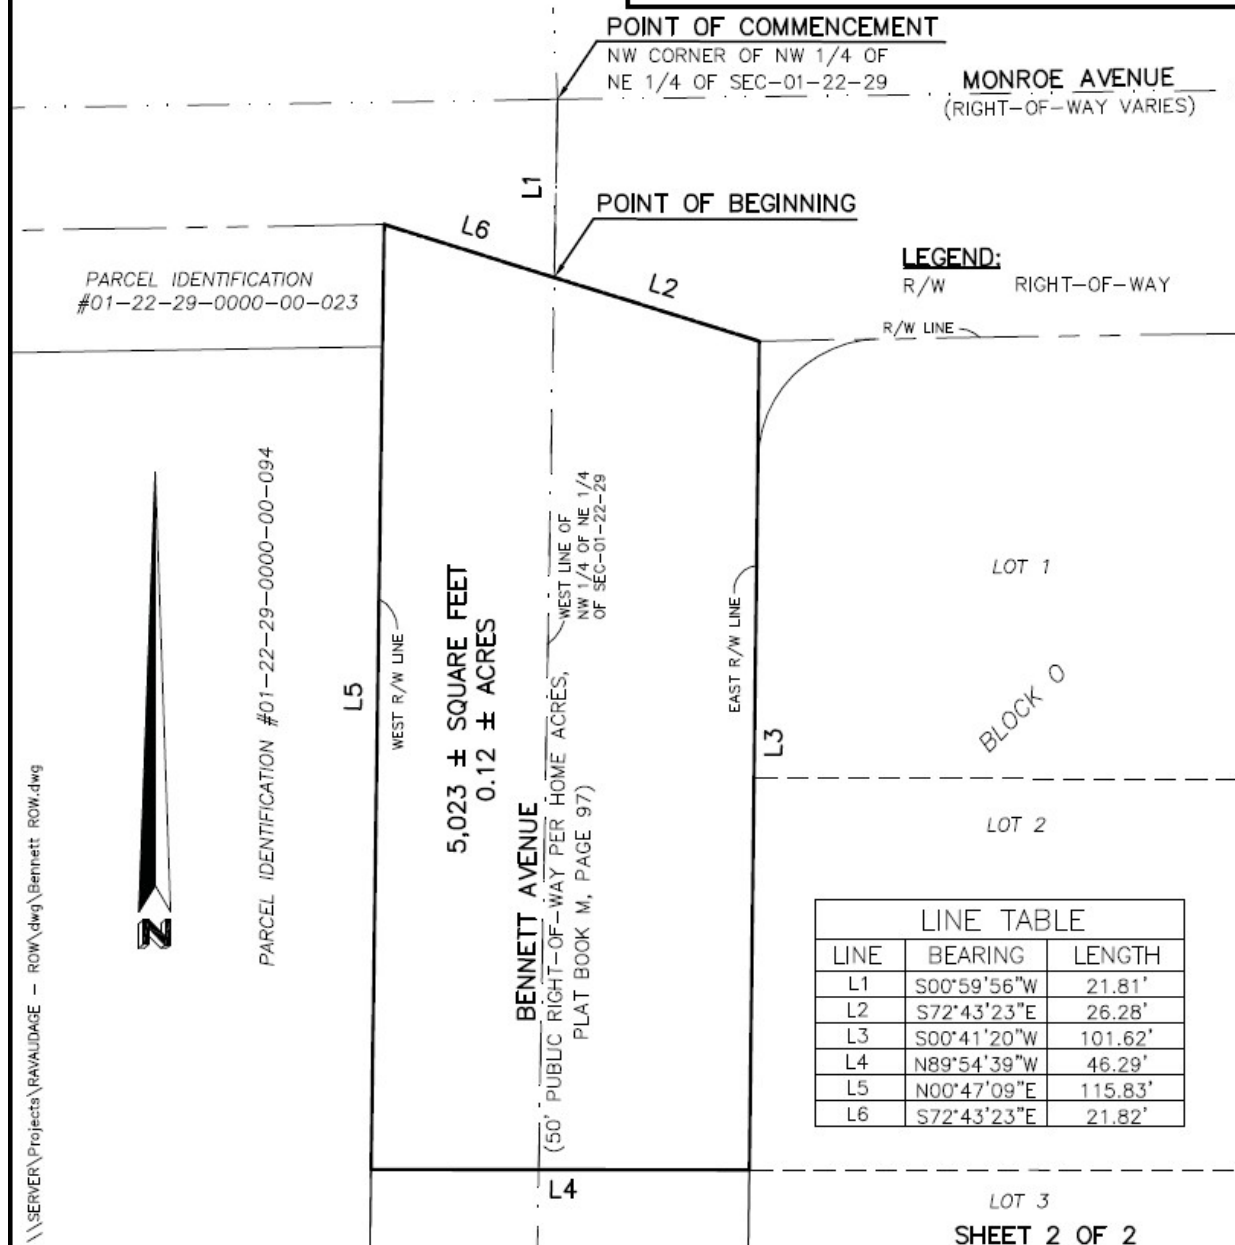 POINT OF COMMENCEMENT
NW CORNER OF NW 1/4 OF
NE 1/4 OF SEC-01-22-29
MONROE AVENUE
(RIGHT-OF-WAY VARIES)
L1
POINT OF BEGINNING
L6
L2
PARCEL IDENTIFICATION
#01-22-29-0000-00-023
LEGEND:
R/W RIGHT-OF-WAY
R/W LINE
PARCEL IDENTIFICATION #01-22-29-0000-00-094
L5
WEST R/W LINE
5,023 ± SQUARE FEET
0.12 ± ACRES
WEST LINE OF
NW 1/4 OF NE 1/4
OF SEC-01-22-29
BENNETT AVENUE
(50' PUBLIC RIGHT-OF-WAY PER HOME ACRES,
PLAT BOOK M, PAGE 97)
EAST R/W LINE
L3
LOT 1
BLOCK O
LOT 2
N
\\SERVER\Projects\RAVAUDAGE - ROW\dwg\Bennett ROW.dwg
LINE TABLE
LINE BEARING LENGTH
L1 S00°59'56"W 21.81'
L2 S72°43'23"E 26.28'
L3 S00°41'20"W 101.62'
L4 N89°54'39"W 46.29'
L5 N00°47'09"E 115.83'
L6 S72°43'23"E 21.82'
L4
LOT 3
SHEET 2 OF 2